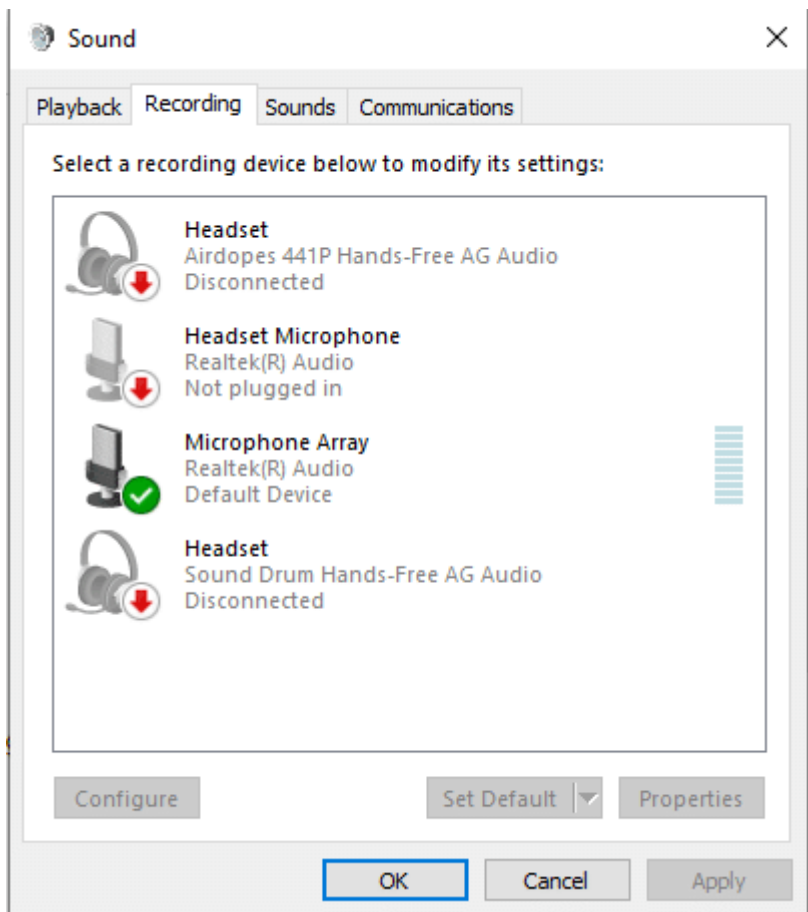 Sound
Playback Recording Sounds Communications
Select a recording device below to modify its settings:
Headset
Airdopes 441P Hands-Free AG Audio
Disconnected
Headset Microphone
Realtek(R) Audio
Not plugged in
Microphone Array
Realtek(R) Audio
Default Device
Headset
Sound Drum Hands-Free AG Audio
Disconnected
Configure Set Default Properties
OK Cancel Apply